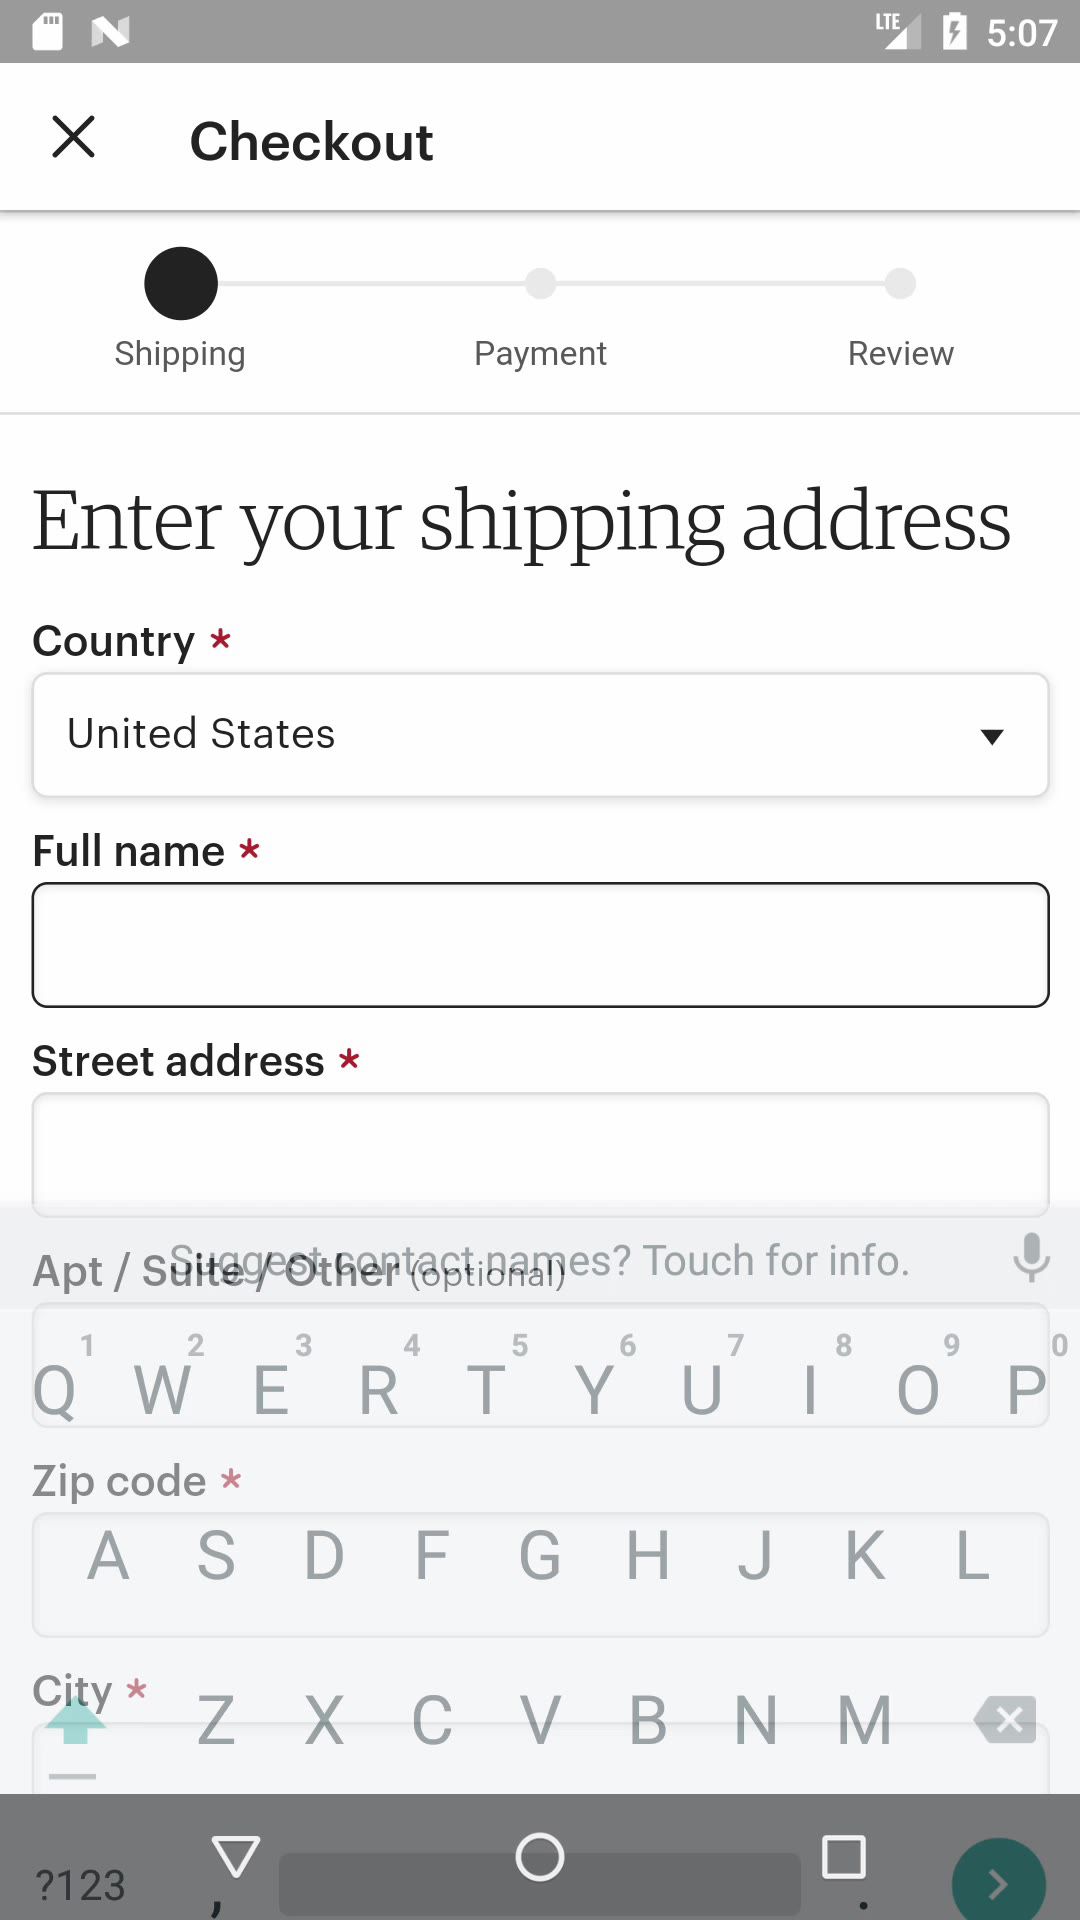 LTE 5:07
Checkout
Shipping Payment Review
Enter your shipping address
Country *
United States
Full name *
Street address *
Suggest contact names? Touch for info.
Apt / Suite / Other (optional)
1 2 3 4 5 6 7 8 9 0
Q W E R T Y U I O P
Zip code *
A S D F G H J K L
City *
Z X C V B N M
?123 , .